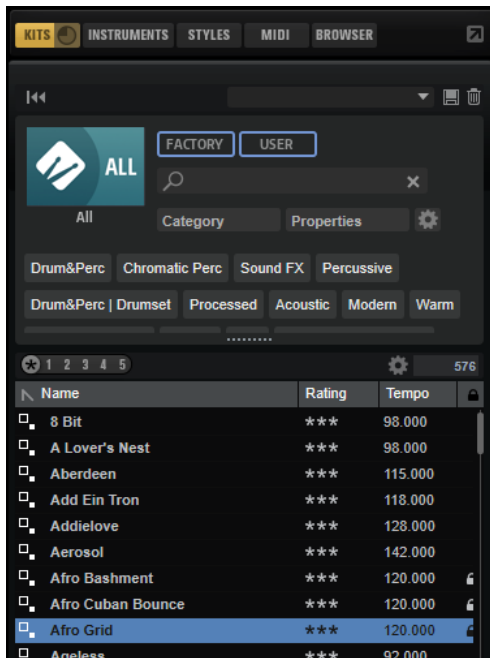 KITS INSTRUMENTS STYLES MIDI BROWSER
FACTORY USER
ALL
All
Category Properties
Drum&Perc Chromatic Perc Sound FX Percussive
Drum&Perc | Drumset Processed Acoustic Modern Warm
1 2 3 4 5 576
Name Rating Tempo
8 Bit *** 98.000
A Lover's Nest *** 98.000
Aberdeen *** 115.000
Add Ein Tron *** 118.000
Addielove *** 128.000
Aerosol *** 142.000
Afro Bashment *** 120.000
Afro Cuban Bounce *** 120.000
Afro Grid *** 120.000
Ageless *** 92.000